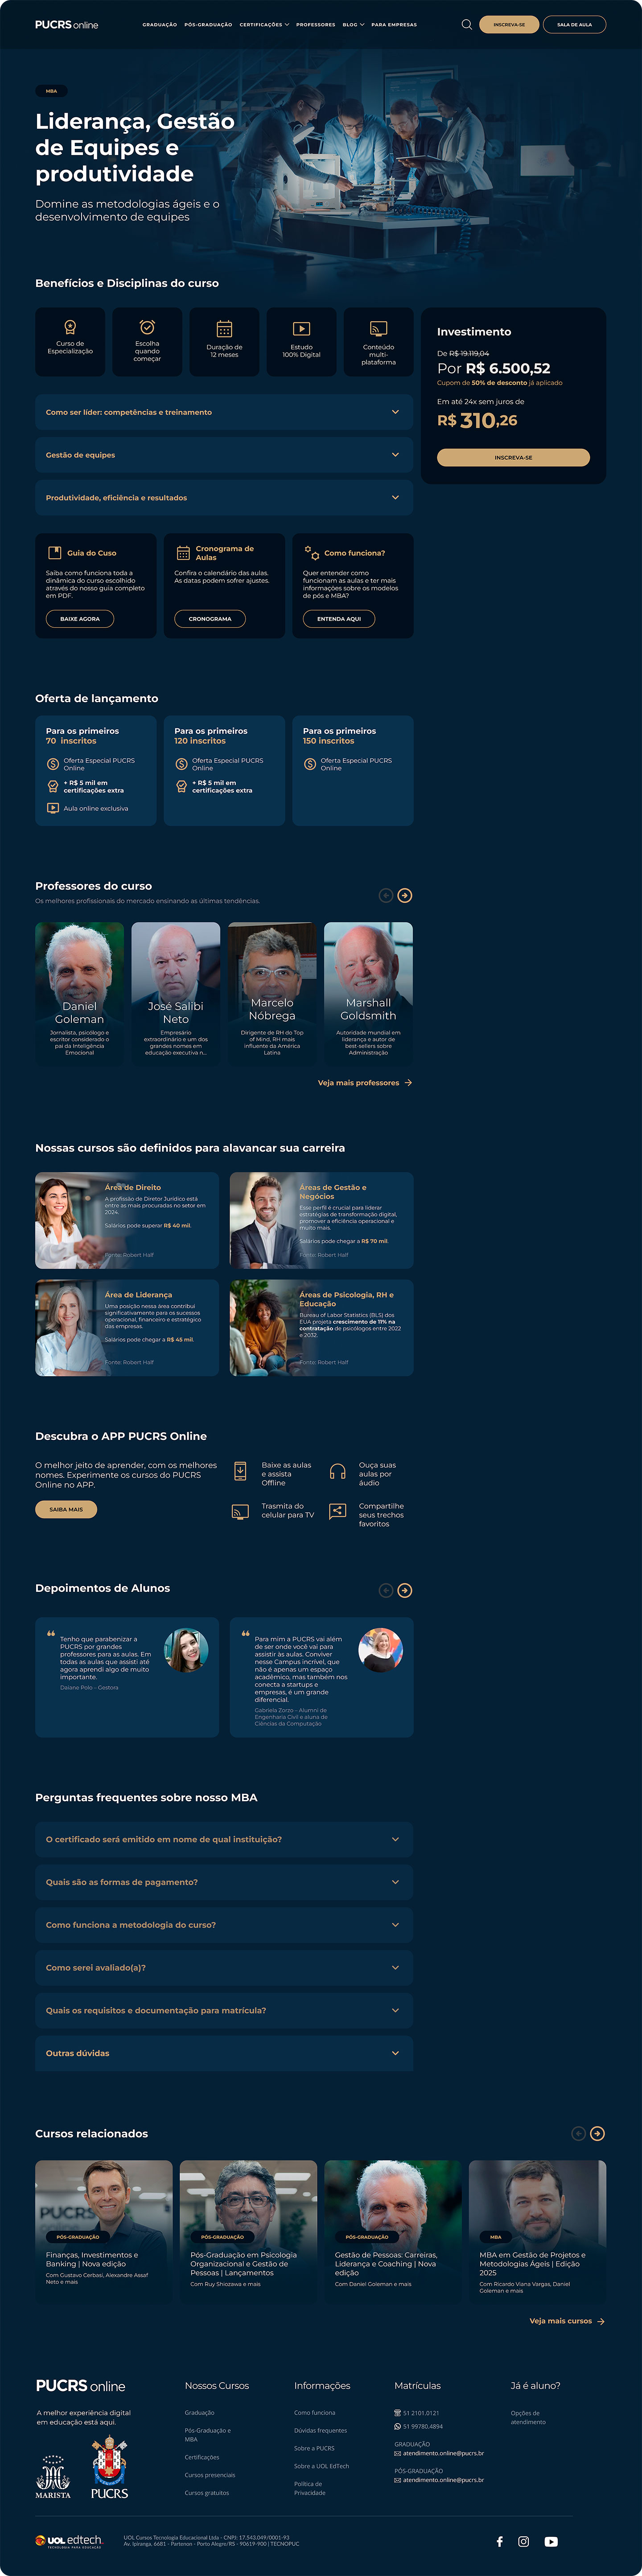 PUCRS online
GRADUAÇÃO
PÓS-GRADUAÇÃO
CERTIFICAÇÕES
PROFESSORES
BLOG
PARA EMPRESAS
INSCREVA-SE
SALA DE AULA
MBA
Liderança, Gestão
de Equipes e
produtividade
Domine as metodologias ágeis e o
desenvolvimento de equipes
Benefícios e Disciplinas do curso
Curso de
Especialização
Escolha
quando
começar
Duração de
12 meses
Estudo
100% Digital
Conteúdo
multi-
plataforma
Investimento
De R$ 19.119,04
Por R$ 6.500,52
Cupom de 50% de desconto já aplicado
Em até 24x sem juros de
R$ 310,26
INSCREVA-SE
Como ser líder: competências e treinamento
Gestão de equipes
Produtividade, eficiência e resultados
Guia do Cuso
Saiba como funciona toda a
dinâmica do curso escolhido
através do nosso guia completo
em PDF.
BAIXE AGORA
Cronograma de
Aulas
Confira o calendário das aulas.
As datas podem sofrer ajustes.
CRONOGRAMA
Como funciona?
Quer entender como
funcionam as aulas e ter mais
informações sobre os modelos
de pós e MBA?
ENTENDA AQUI
Oferta de lançamento
Para os primeiros
70 inscritos
Oferta Especial PUCRS
Online
+ R$ 5 mil em
certificações extra
Aula online exclusiva
Para os primeiros
120 inscritos
Oferta Especial PUCRS
Online
+ R$ 5 mil em
certificações extra
Para os primeiros
150 inscritos
Oferta Especial PUCRS
Online
Professores do curso
Os melhores profissionais do mercado ensinando as últimas tendências.
Daniel
Goleman
Jornalista, psicólogo e
escritor considerado o
pai da Inteligência
Emocional
José Salibi
Neto
Empresário
extraordinário e um dos
grandes nomes em
educação executiva n...
Marcelo
Nóbrega
Dirigente de RH do Top
of Mind, RH mais
influente da América
Latina
Marshall
Goldsmith
Autoridade mundial em
liderança e autor de
best-sellers sobre
Administração
Veja mais professores
Nossas cursos são definidos para alavancar sua carreira
Área de Direito
A profissão de Diretor Jurídico está
entre as mais procuradas no setor em
2024.
Salários pode superar R$ 40 mil.
Fonte: Robert Half
Áreas de Gestão e
Negócios
Esse perfil é crucial para liderar
estratégias de transformação digital,
promover a eficiência operacional e
muito mais.
Salários pode chegar a R$ 70 mil.
Fonte: Robert Half
Área de Liderança
Uma posição nessa área contribui
significativamente para os sucessos
operacional, financeiro e estratégico
das empresas.
Salários pode chegar a R$ 45 mil.
Fonte: Robert Half
Áreas de Psicologia, RH e
Educação
Bureau of Labor Statistics (BLS) dos
EUA projeta crescimento de 11% na
contratação de psicólogos entre 2022
e 2032.
Fonte: Robert Half
Descubra o APP PUCRS Online
O melhor jeito de aprender, com os melhores
nomes. Experimente os cursos do PUCRS
Online no APP.
SAIBA MAIS
Baixe as aulas
e assista
Offline
Ouça suas
aulas por
áudio
Trasmita do
celular para TV
Compartilhe
seus trechos
favoritos
Depoimentos de Alunos
Tenho que parabenizar a
PUCRS por grandes
professores para as aulas. Em
todas as aulas que assisti até
agora aprendi algo de muito
importante.
Daiana Polo - Gestora
Para mim a PUCRS vai além
de ser onde você vai para
assistir às aulas. Conviver
nesse Campus incrível, que
não é apenas um espaço
acadêmico, mas também nos
conecta a startups e
empresas, é um grande
diferencial.
Gabriela Zorzo – Alumni de
Engenharia Civil e aluna de
Ciências da Computação
Perguntas frequentes sobre nosso MBA
O certificado será emitido em nome de qual instituição?
Quais são as formas de pagamento?
Como funciona a metodologia do curso?
Como serei avaliado(a)?
Quais os requisitos e documentação para matrícula?
Outras dúvidas
Cursos relacionados
PÓS-GRADUAÇÃO
Finanças, Investimentos e
Banking | Nova edição
Com Gustavo Cerbasi, Alexandre Assaf
Neto e mais
PÓS-GRADUAÇÃO
Pós-Graduação em Psicologia
Organizacional e Gestão de
Pessoas | Lançamentos
Com Ruy Shiozawa e mais
PÓS-GRADUAÇÃO
Gestão de Pessoas: Carreiras,
Liderança e Coaching | Nova
edição
Com Daniel Goleman e mais
MBA
MBA em Gestão de Projetos e
Metodologias Ágeis | Edição
2025
Com Ricardo Viana Vargas, Daniel
Goleman e mais
Veja mais cursos
PUCRS online
A melhor experiência digital
em educação está aqui.
MARISTA
PUCRS
Nossos Cursos
Graduação
Pós-Graduação e
MBA
Certificações
Cursos presenciais
Cursos gratuitos
Informações
Como funciona
Dúvidas frequentes
Sobre a PUCRS
Sobre a UOL EdTech
Política de
Privacidade
Matrículas
51 2101.0121
51 99780.4894
GRADUAÇÃO
atendimento.online@pucrs.br
PÓS-GRADUAÇÃO
atendimento.online@pucrs.br
Já é aluno?
Opções de
atendimento
UOL edtech
TECNOLOGIA PARA EDUCAÇÃO
UOL Cursos Tecnologia Educacional Ltda - CNPJ: 17.543.049/0001-93
Av. Ipiranga, 6681 - Partenon - Porto Alegre/RS - 90619-900 | TECNOPUC